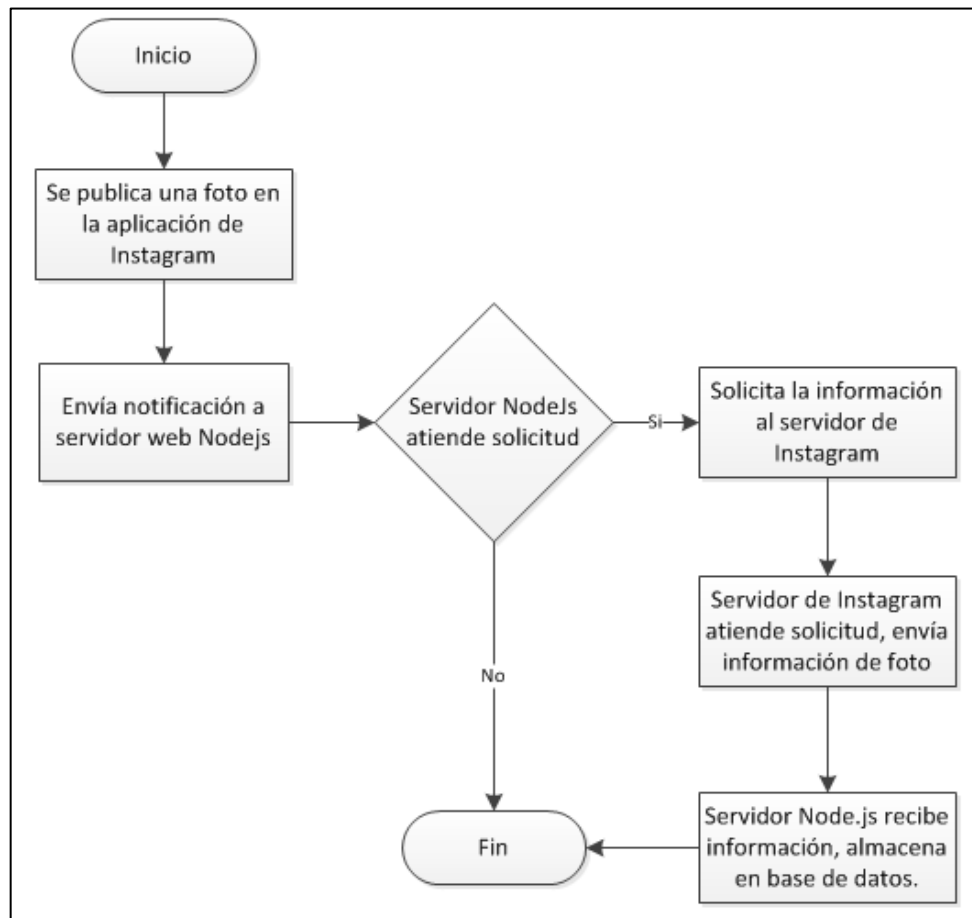 Inicio
Se publica una foto en
la aplicación de
Instagram
Envía notificación a
servidor web Nodejs
Servidor NodeJs
atiende solicitud
Si
Solicita la información
al servidor de
Instagram
Servidor de Instagram
atiende solicitud, envía
información de foto
No
Servidor Node.js recibe
información, almacena
en base de datos.
Fin